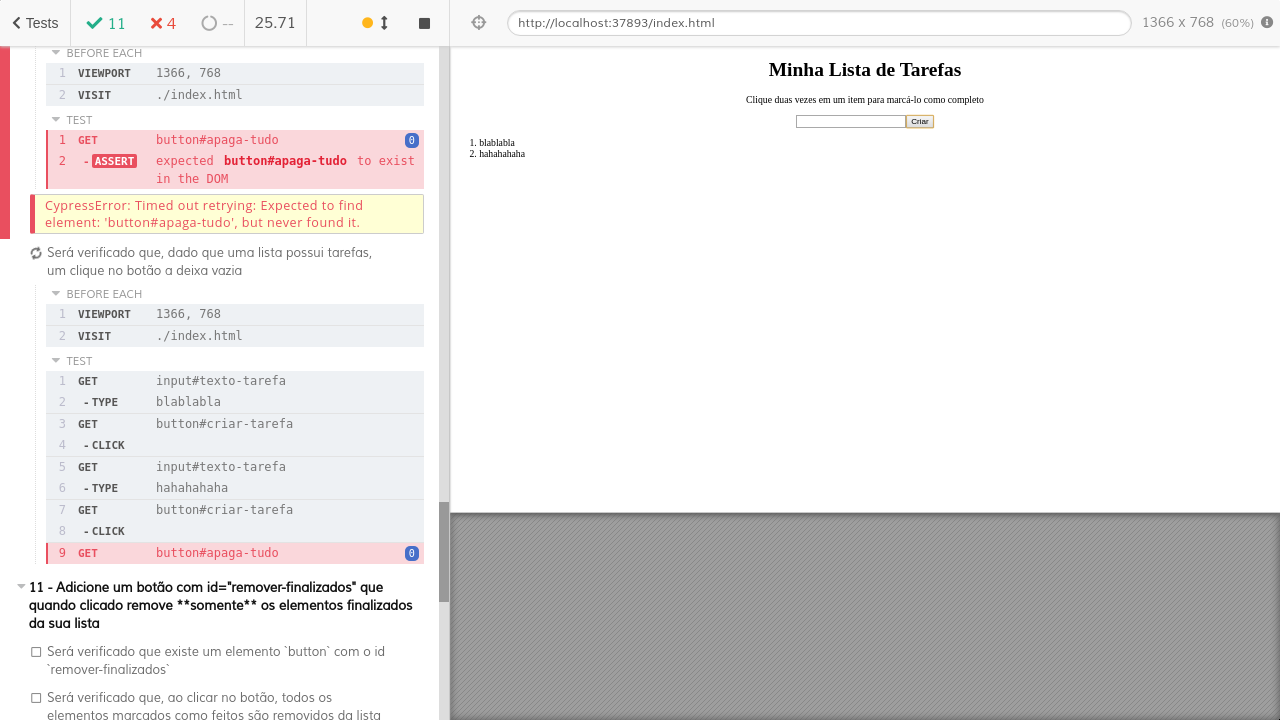 Tests 11 4 -- 25.71
BEFORE EACH
1 VIEWPORT 1366, 768
2 VISIT ./index.html
TEST
1 GET button#apaga-tudo 0
2 -ASSERT expected button#apaga-tudo to exist
in the DOM
CypressError: Timed out retrying: Expected to find
element: 'button#apaga-tudo', but never found it.
Será verificado que, dado que uma lista possui tarefas,
um clique no botão a deixa vazia
BEFORE EACH
1 VIEWPORT 1366, 768
2 VISIT ./index.html
TEST
1 GET input#texto-tarefa
2 -TYPE blablabla
3 GET button#criar-tarefa
4 -CLICK
5 GET input#texto-tarefa
6 -TYPE hahahahaha
7 GET button#criar-tarefa
8 -CLICK
9 GET button#apaga-tudo 0
11 - Adicione um botão com id="remover-finalizados" que
quando clicado remove **somente** os elementos finalizados
da sua lista
Será verificado que existe um elemento `button` com o id
`remover-finalizados`
Será verificado que, ao clicar no botão, todos os
elementos marcados como feitos são removidos da lista
http://localhost:37893/index.html 1366 x 768 (60%)
Minha Lista de Tarefas
Clique duas vezes em um item para marcá-lo como completo
Criar
1. blablabla
2. hahahahaha